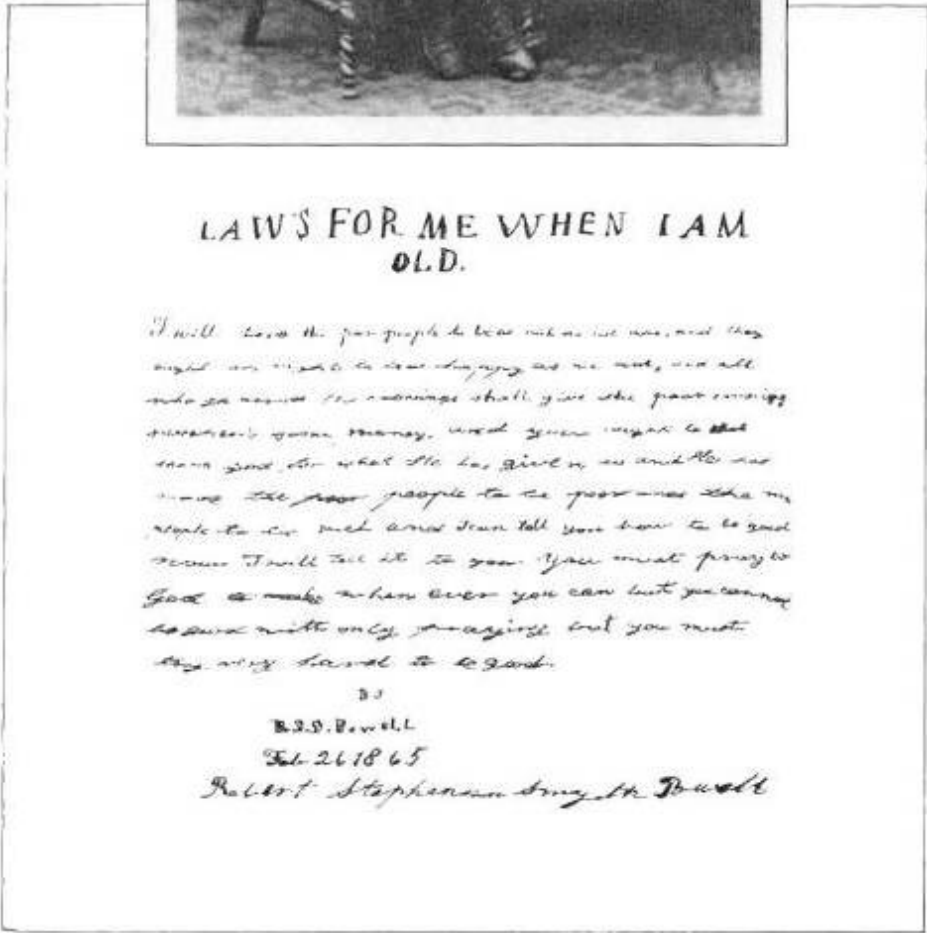 LAWS FOR ME WHEN I AM
OLD.
I will have the poor people to be as rich as we are, and they
ought to be happy as we are, and all
who go across the crossings shall give the poor crossing
sweepers some money, and you ought to
thank god for what He has given us and He has
made the poor people to be poor and the rich
people to be rich and I can tell you how to be good
now I will tell it to you. You must pray to
God when ever you can but you cannot
be good with only praying but you must
try very hard to be good.
by
R.S.S. Powell
Feb 26 1865
Robert Stephenson Smyth Powell